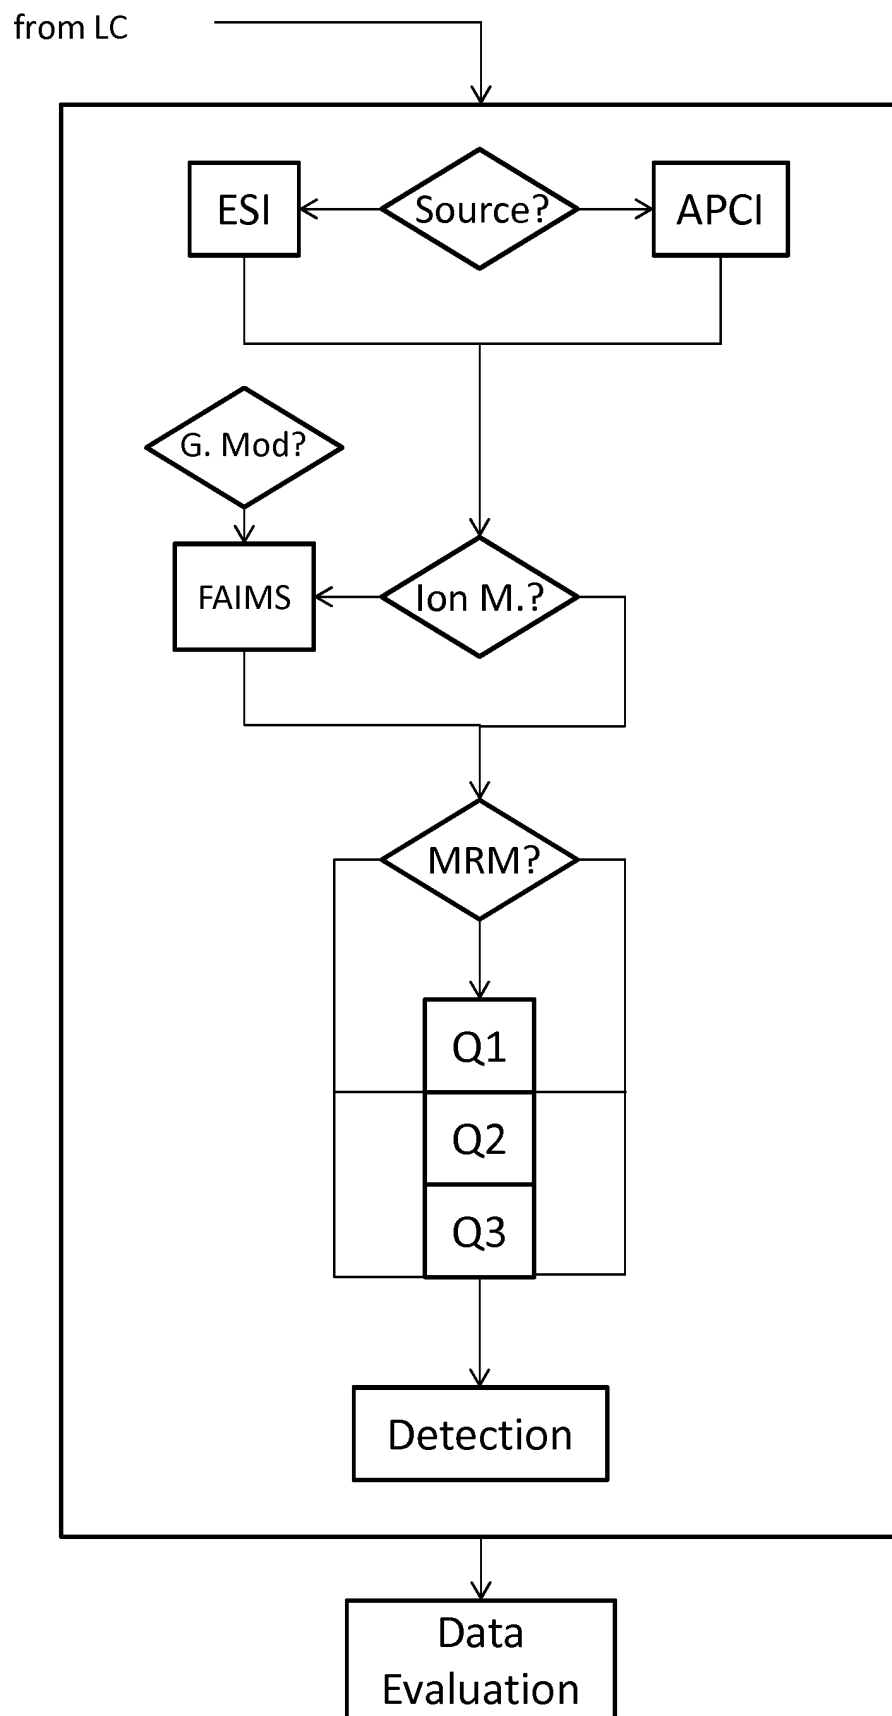 from LC
ESI
Source?
APCI
G. Mod?
FAIMS
Ion M.?
MRM?
Q1
Q2
Q3
Detection
Data
Evaluation